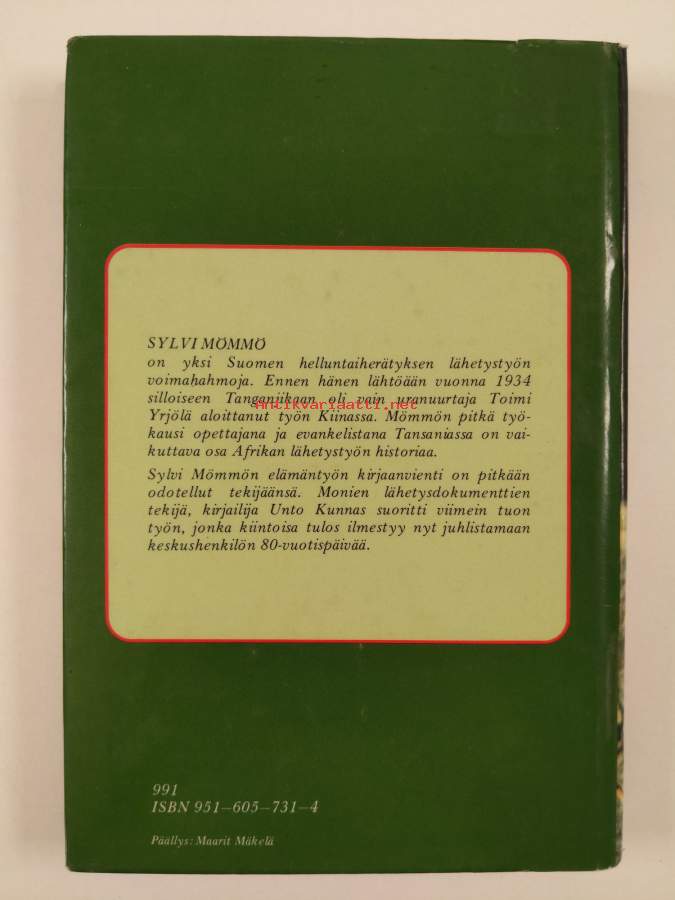 SYLVI MÖMMÖ
on yksi Suomen helluntaiherätyksen lähetystyön
voimahahmoja. Ennen hänen lähtöään vuonna 1934
silloiseen Tanganjikaan oli vain uranuurtaja Toimi
Antikvariaatti.net
Yrjölä aloittanut työn Kiinassa. Mömmön pitkä työ-
kausi opettajana ja evankelistana Tansaniassa on vai-
kuttava osa Afrikan lähetystyön historiaa.
Sylvi Mömmön elämäntyön kirjaanvienti on pitkään
odotellut tekijäänsä. Monien lähetysdokumenttien
tekijä, kirjailija Unto Kunnas suoritti viimein tuon
työn, jonka kiintoisa tulos ilmestyy nyt juhlistamaan
keskushenkilön 80-vuotispäivää.
991
ISBN 951-605-731-4
Päällys: Maarit Mäkelä